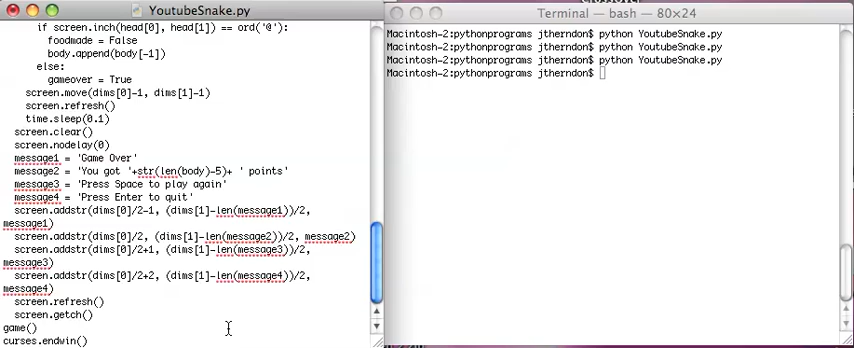 YoutubeSnake.py
if screen.inch(head[0], head[1]) == ord('@'):
foodmade = False
body.append(body[-1])
else:
gameover = True
screen.move(dims[0]-1, dims[1]-1)
screen.refresh()
time.sleep(0.1)
screen.clear()
screen.nodelay(0)
message1 = 'Game Over'
message2 = 'You got '+str(len(body)-5)+ ' points'
message3 = 'Press Space to play again'
message4 = 'Press Enter to quit'
screen.addstr(dims[0]/2-1, (dims[1]-len(message1))/2,
message1)
screen.addstr(dims[0]/2, (dims[1]-len(message2))/2, message2)
screen.addstr(dims[0]/2+1, (dims[1]-len(message3))/2,
message3)
screen.addstr(dims[0]/2+2, (dims[1]-len(message4))/2,
message4)
screen.refresh()
screen.getch()
game()
curses.endwin()
Terminal — bash — 80×24
Macintosh-2:pythonprograms jtherndon$ python YoutubeSnake.py
Macintosh-2:pythonprograms jtherndon$ python YoutubeSnake.py
Macintosh-2:pythonprograms jtherndon$ python YoutubeSnake.py
Macintosh-2:pythonprograms jtherndon$